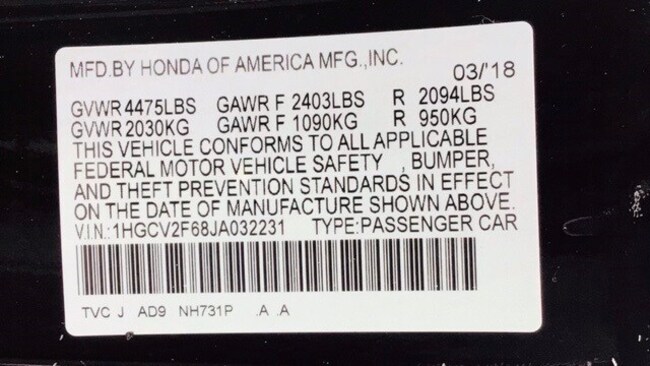 MFD.BY HONDA OF AMERICA MFG.,INC.
03/'18
GVWR 4475LBS GAWR F 2403LBS R 2094LBS
GVWR 2030KG GAWR F 1090KG R 950KG
THIS VEHICLE CONFORMS TO ALL APPLICABLE
FEDERAL MOTOR VEHICLE SAFETY , BUMPER,
AND THEFT PREVENTION STANDARDS IN EFFECT
ON THE DATE OF MANUFACTURE SHOWN ABOVE.
V.I.N.:1HGCV2F68JA032231 TYPE:PASSENGER CAR
TVC J AD9 NH731P .A .A